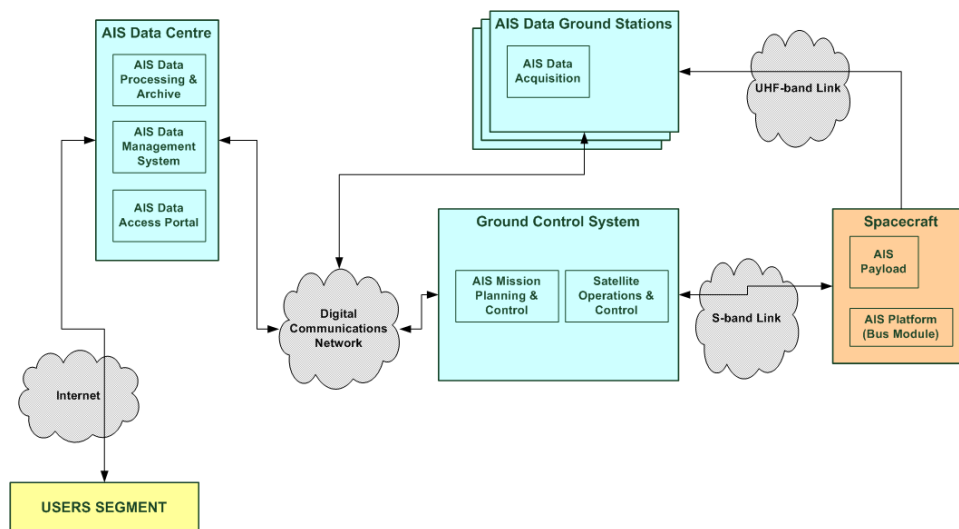 AIS Data Centre
AIS Data
Processing &
Archive
AIS Data
Management
System
AIS Data
Access Portal
AIS Data Ground Stations
AIS Data
Acquisition
UHF-band Link
Ground Control System
AIS Mission
Planning &
Control
Satellite
Operations &
Control
Spacecraft
AIS
Payload
AIS Platform
(Bus Module)
S-band Link
Digital
Communications
Network
Internet
USERS SEGMENT